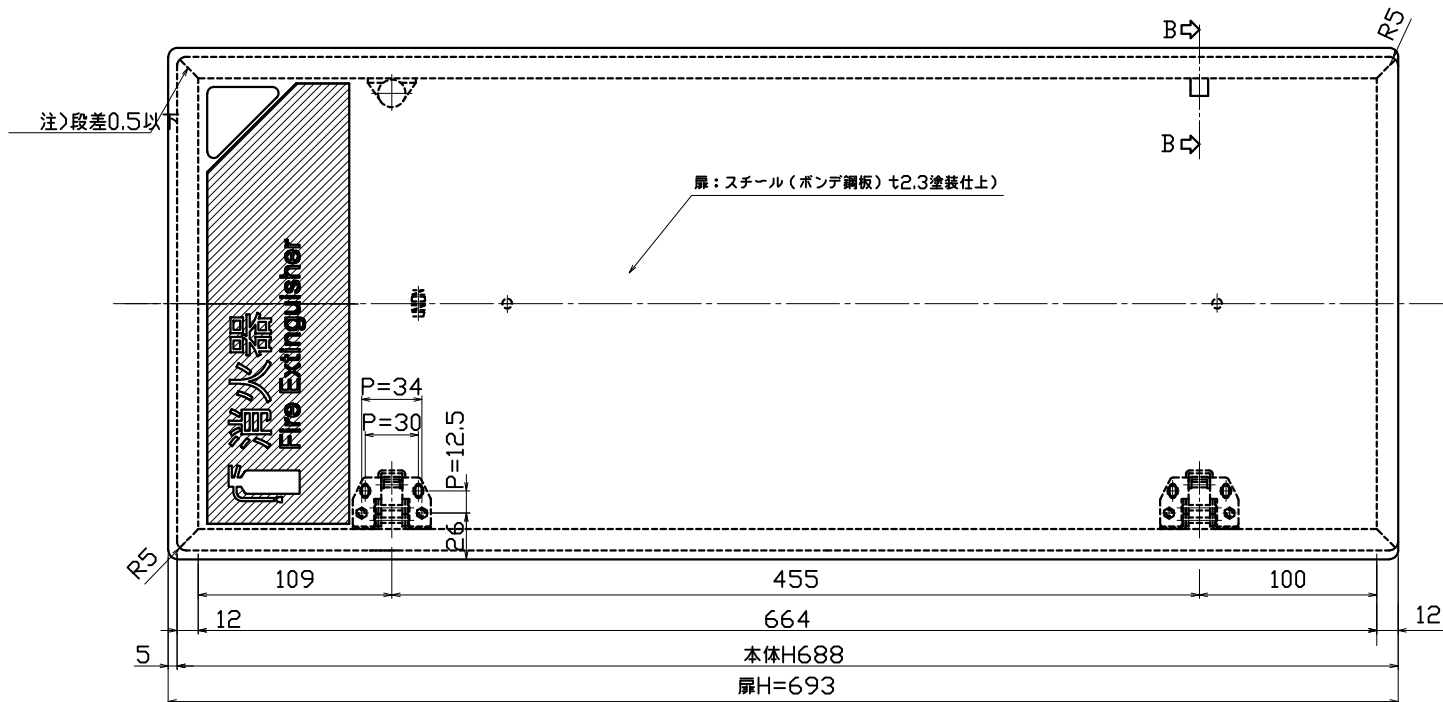 B
R5
注)段差0.5以下
B
扉：スチール（ボンデ鋼板）t2.3塗装仕上）
消火器
Fire Extinguisher
P=34
P=30
P=12.5
26
R5
109
455
100
12
664
12
5
本体H688
扉H=693